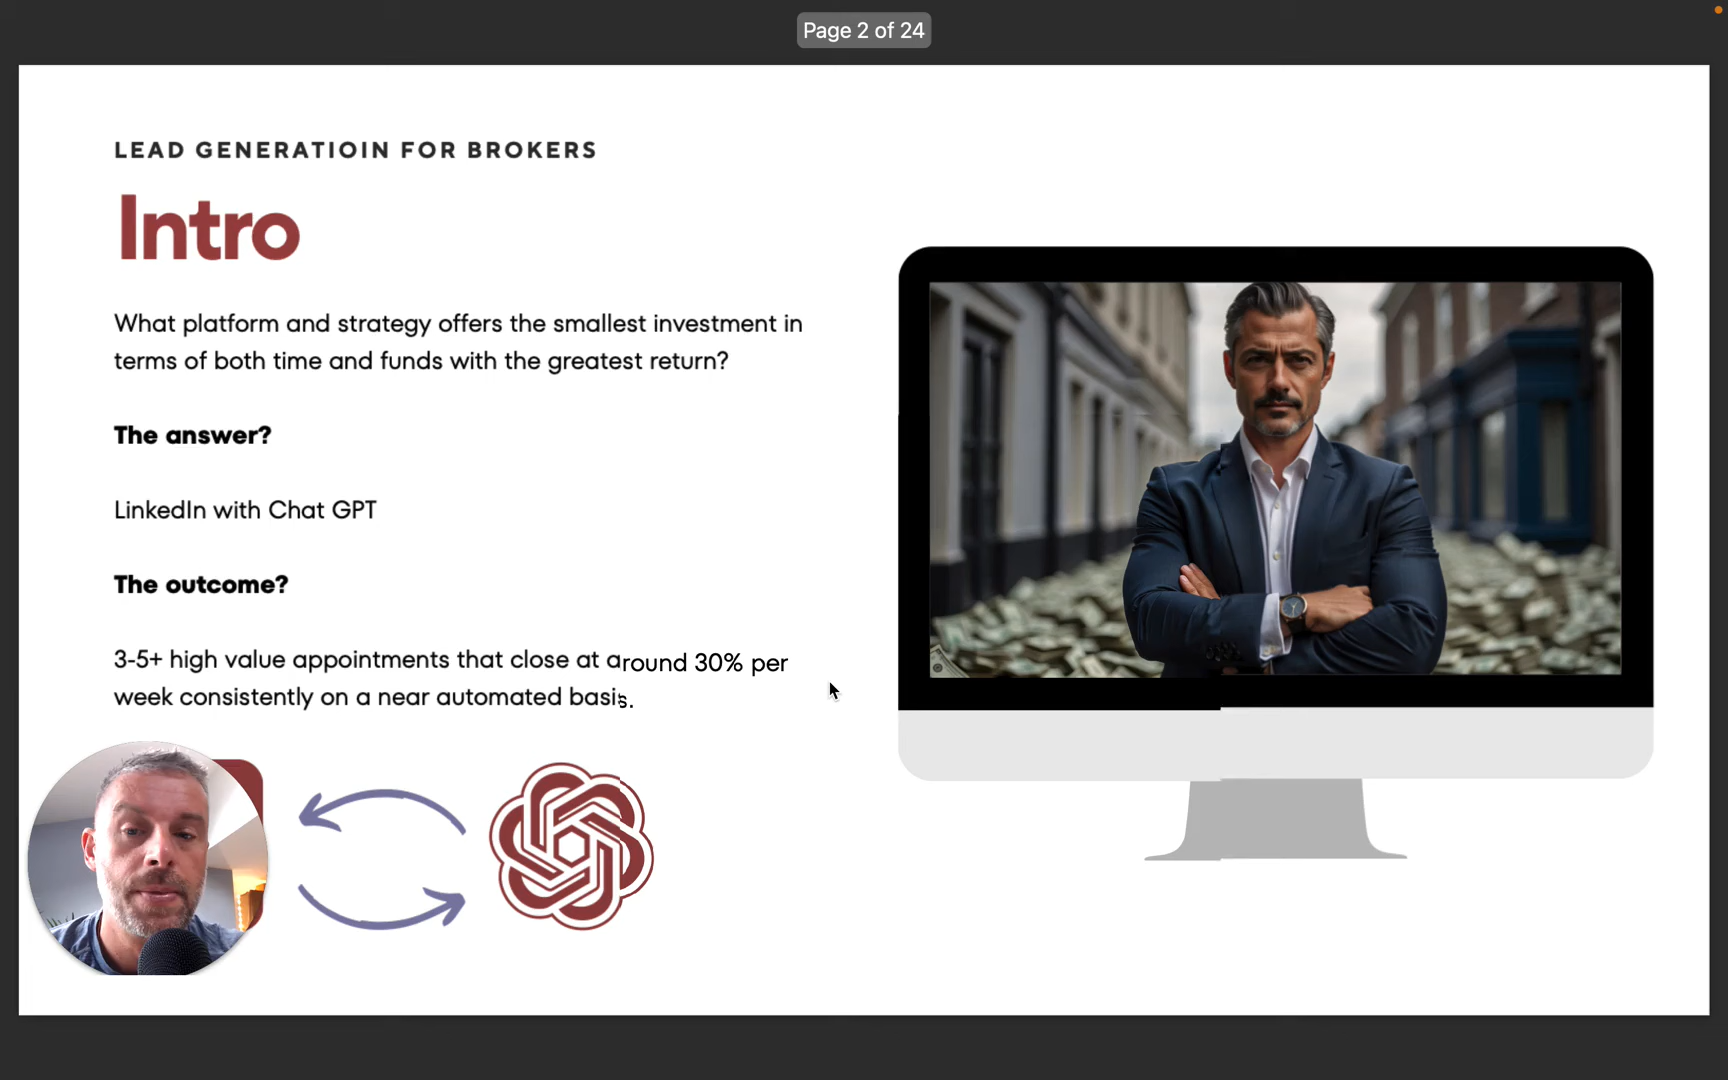 Page 2 of 24
LEAD GENERATIOIN FOR BROKERS
Intro
What platform and strategy offers the smallest investment in
terms of both time and funds with the greatest return?
The answer?
LinkedIn with Chat GPT
The outcome?
3-5+ high value appointments that close at around 30% per
week consistently on a near automated basis.